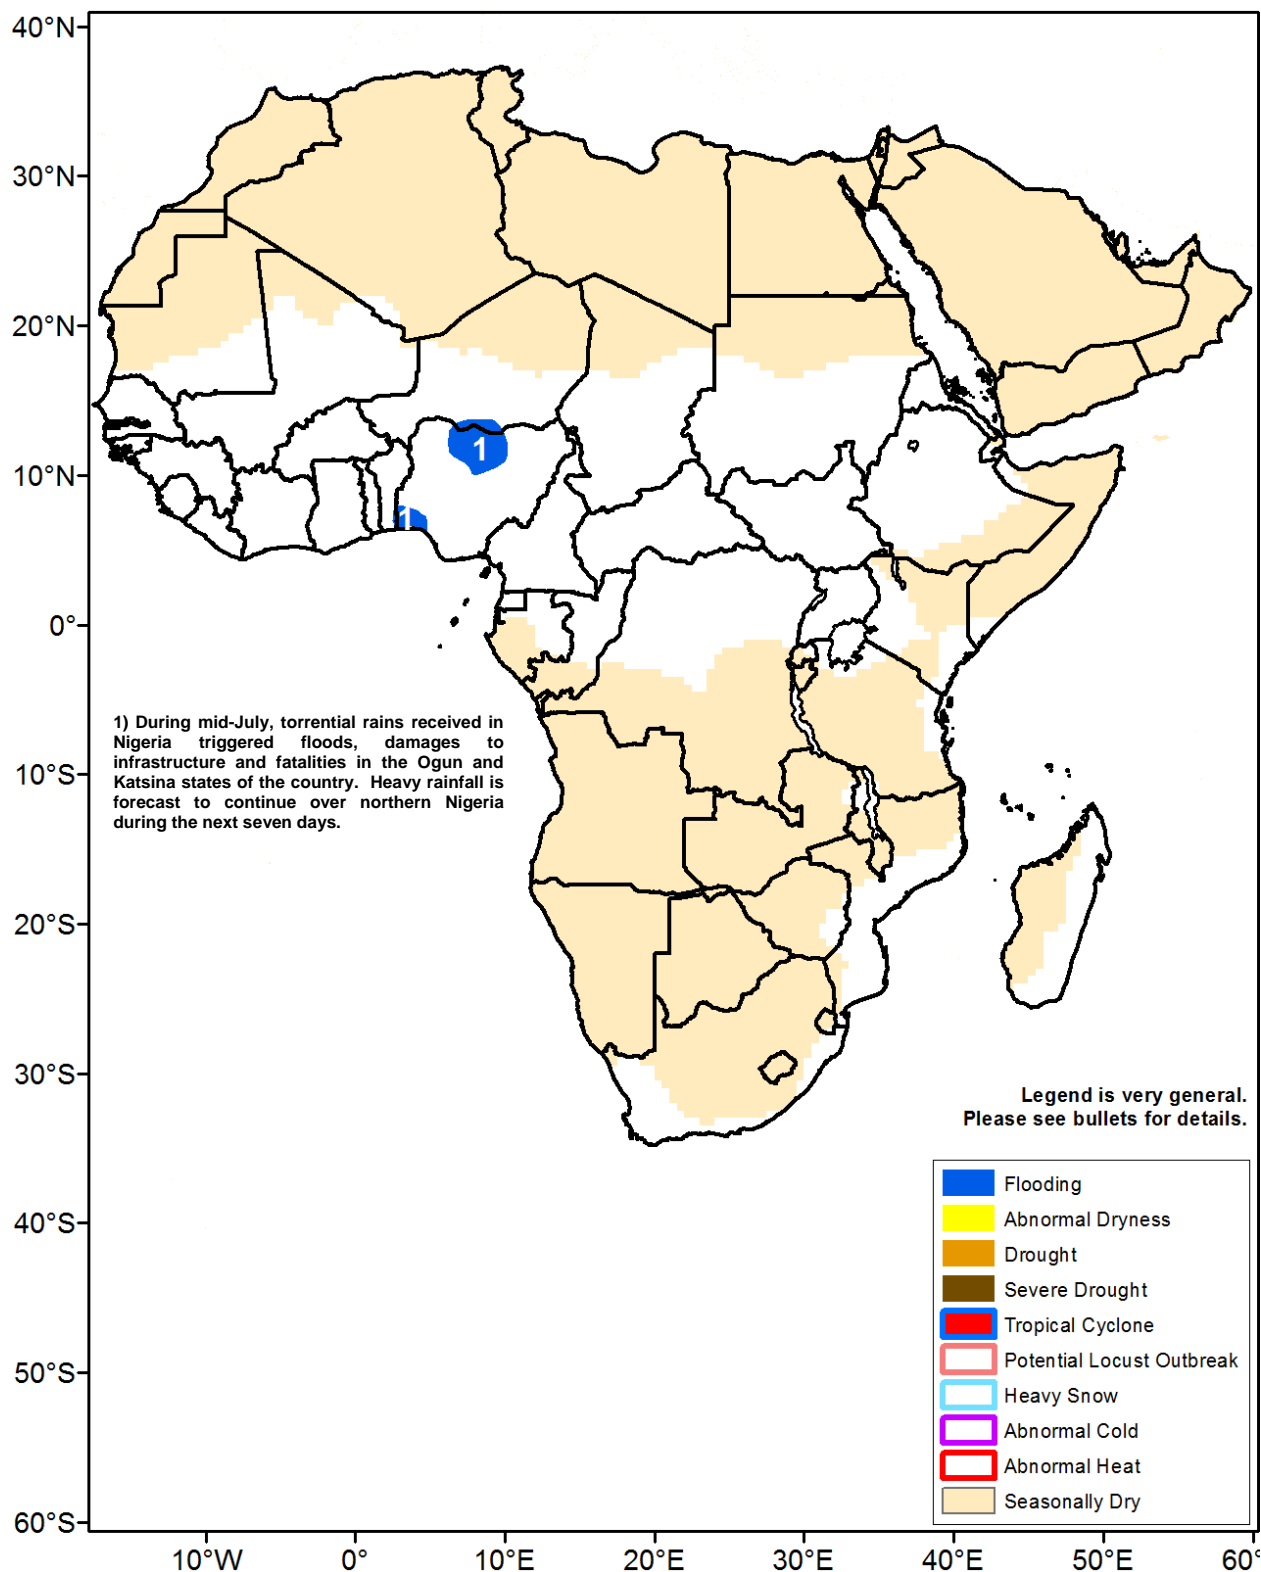 40°N
30°N
20°N
10°N
0°
10°S
20°S
30°S
40°S
50°S
60°S
1
1
1) During mid-July, torrential rains received in
Nigeria triggered floods, damages to
infrastructure and fatalities in the Ogun and
Katsina states of the country. Heavy rainfall is
forecast to continue over northern Nigeria
during the next seven days.
Legend is very general.
Please see bullets for details.
Flooding
Abnormal Dryness
Drought
Severe Drought
Tropical Cyclone
Potential Locust Outbreak
Heavy Snow
Abnormal Cold
Abnormal Heat
Seasonally Dry
10°W
0°
10°E
20°E
30°E
40°E
50°E
60°